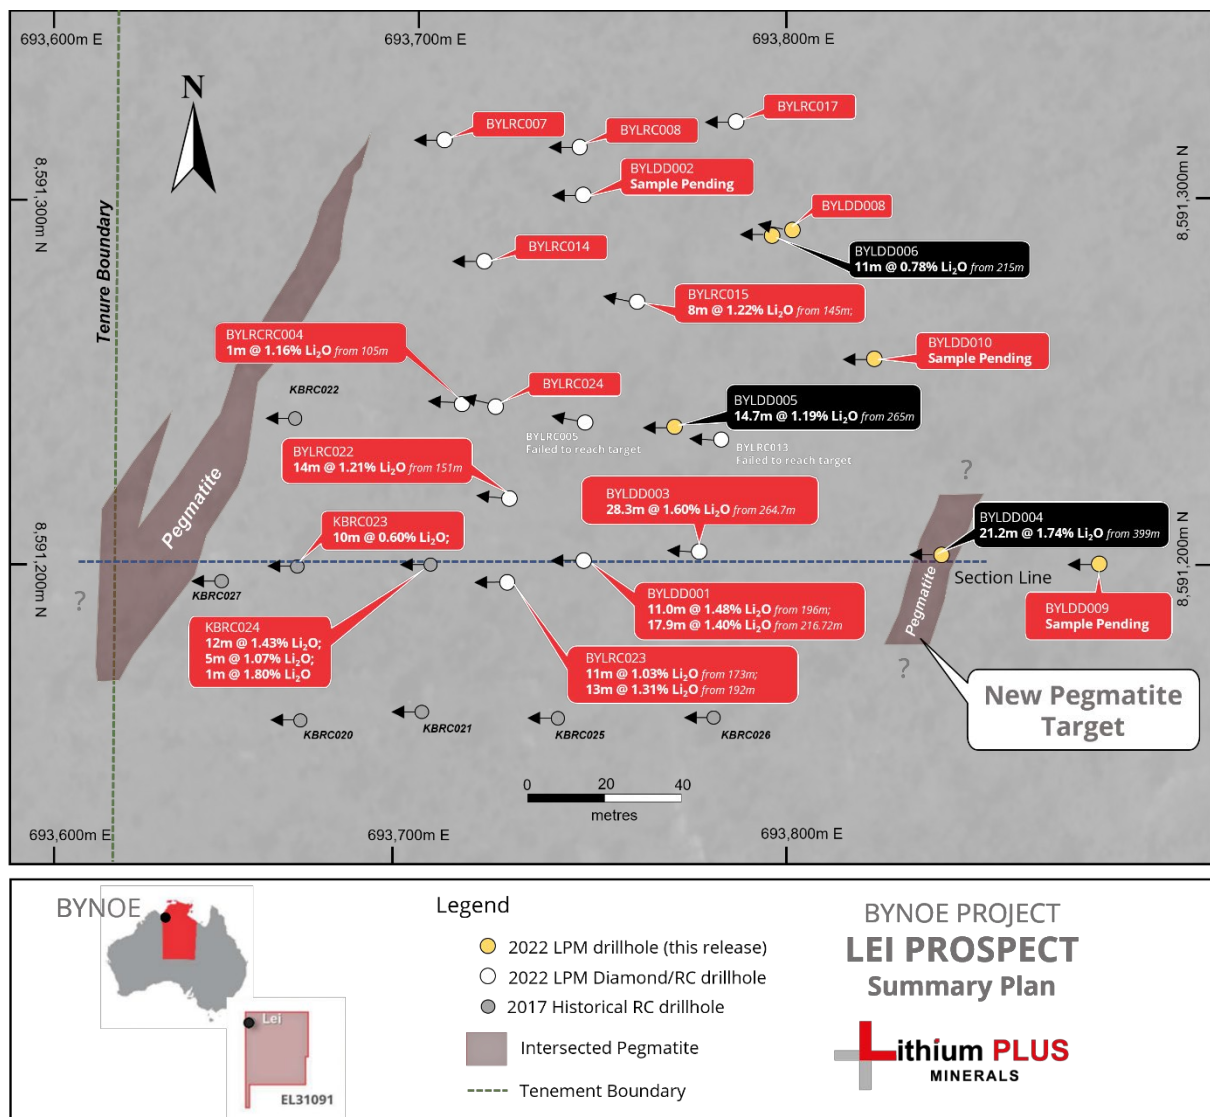 693,600m E
693,700m E
693,800m E
N
8,591,300m N
8,591,300m N
Tenure Boundary
BYLRC007
BYLRC008
BYLRC017
BYLDD002
Sample Pending
BYLDD008
BYLDD006
11m @ 0.78% Li₂O from 215m
BYLRC014
BYLRC015
8m @ 1.22% Li₂O from 145m;
BYLRCRC004
1m @ 1.16% Li₂O from 105m
BYLDD010
Sample Pending
KBRC022
BYLRC024
BYLDD005
14.7m @ 1.19% Li₂O from 265m
BYLRC005
Failed to reach target
BYLRC013
Failed to reach target
BYLRC022
14m @ 1.21% Li₂O from 151m
?
BYLDD003
28.3m @ 1.60% Li₂O from 264.7m
Pegmatite
KBRC023
10m @ 0.60% Li₂O;
BYLDD004
21.2m @ 1.74% Li₂O from 399m
8,591,200m N
8,591,200m N
Section Line
KBRC027
?
Pegmatite
BYLDD001
11.0m @ 1.48% Li₂O from 196m;
17.9m @ 1.40% Li₂O from 216.72m
BYLDD009
Sample Pending
KBRC024
12m @ 1.43% Li₂O;
5m @ 1.07% Li₂O;
1m @ 1.80% Li₂O
BYLRC023
11m @ 1.03% Li₂O from 173m;
13m @ 1.31% Li₂O from 192m
?
New Pegmatite
Target
KBRC020
KBRC021
KBRC025
KBRC026
0 20 40
metres
693,600m E
693,700m E
693,800m E
BYNOE
Lei
EL31091
Legend
2022 LPM drillhole (this release)
2022 LPM Diamond/RC drillhole
2017 Historical RC drillhole
Intersected Pegmatite
Tenement Boundary
BYNOE PROJECT
LEI PROSPECT
Summary Plan
Lithium PLUS
MINERALS